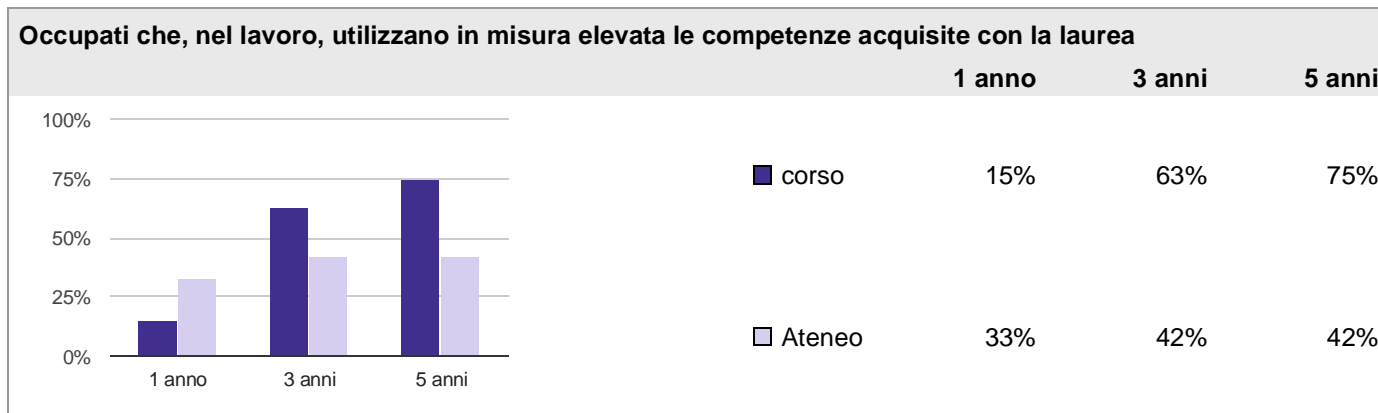 Occupati che, nel lavoro, utilizzano in misura elevata le competenze acquisite con la laurea
1 anno 3 anni 5 anni
100%
75%
50%
25%
0%
1 anno 3 anni 5 anni
corso 15% 63% 75%
Ateneo 33% 42% 42%